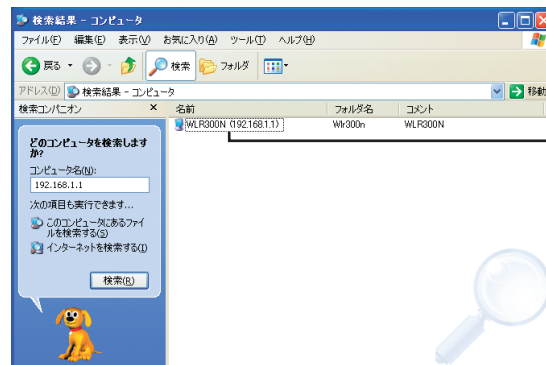 検索結果 - コンピュータ
ファイル(F) 編集(E) 表示(V) お気に入り(A) ツール(T) ヘルプ(H)
戻る 検索 フォルダ
アドレス(D) 検索結果 - コンピュータ 移動
検索コンパニオン × 名前 フォルダ名 コメント
WLR300N (192.168.1.1) Wlr300n WLR300N
どのコンピュータを検索します
か?
コンピュータ名(N):
192.168.1.1
次の項目も実行できます...
このコンピュータにあるファイ
ルを検索する(S)
インターネットを検索する(I)
検索(R)